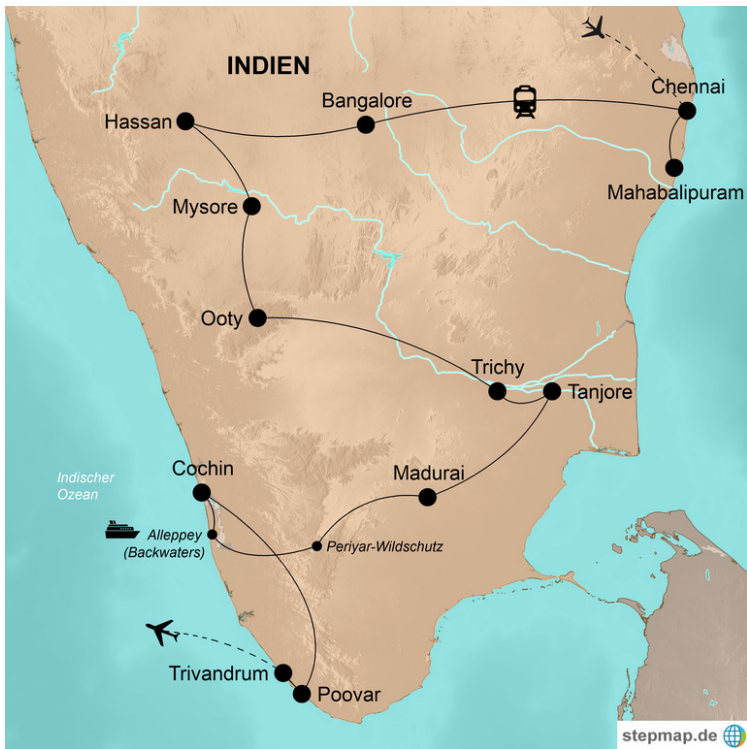 INDIEN
Chennai
Bangalore
Hassan
Mahabalipuram
Mysore
Ooty
Trichy
Tanjore
Cochin
Madurai
Indischer
Ozean
Alleppey
(Backwaters)
Periyar-Wildschutz
Trivandrum
Poovar
stepmap.de